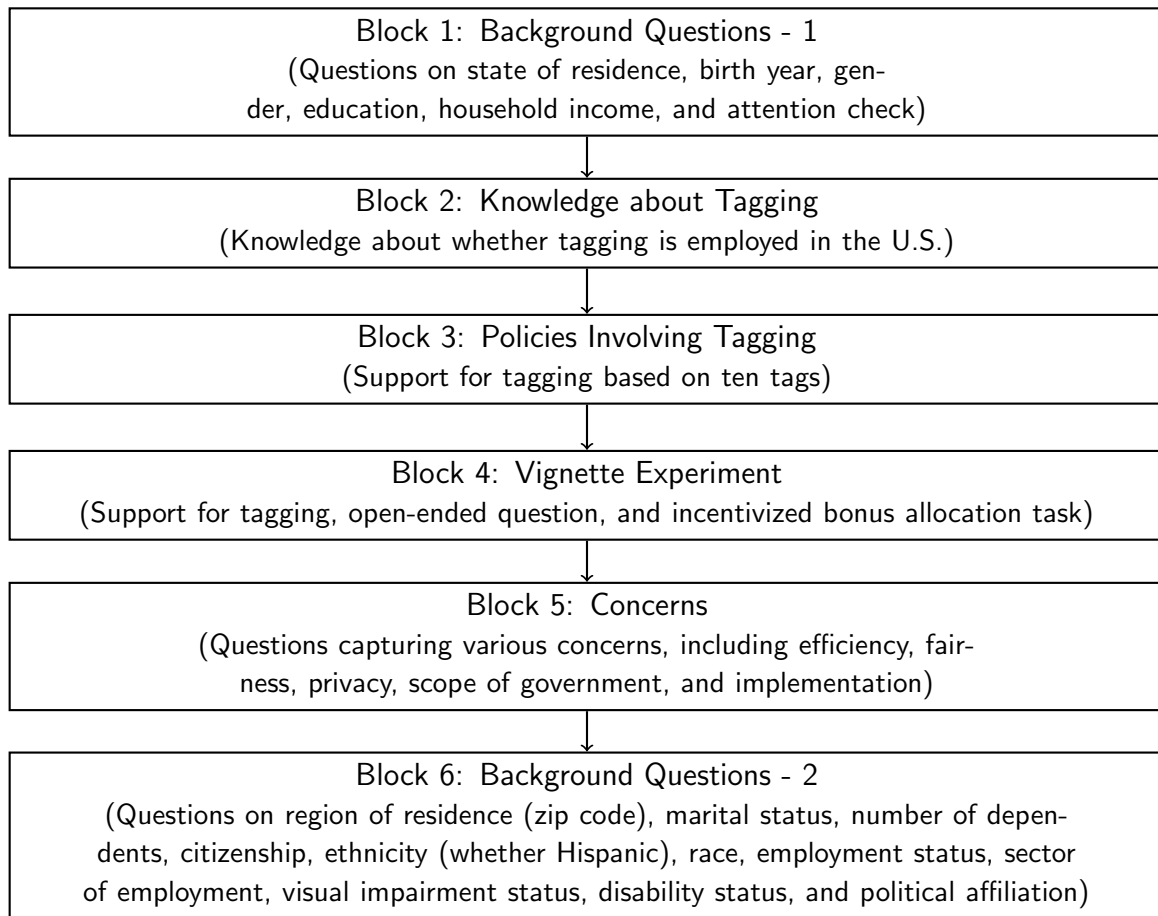 Block 1: Background Questions - 1
(Questions on state of residence, birth year, gen-
der, education, household income, and attention check)
Block 2: Knowledge about Tagging
(Knowledge about whether tagging is employed in the U.S.)
Block 3: Policies Involving Tagging
(Support for tagging based on ten tags)
Block 4: Vignette Experiment
(Support for tagging, open-ended question, and incentivized bonus allocation task)
Block 5: Concerns
(Questions capturing various concerns, including efficiency, fair-
ness, privacy, scope of government, and implementation)
Block 6: Background Questions - 2
(Questions on region of residence (zip code), marital status, number of depen-
dents, citizenship, ethnicity (whether Hispanic), race, employment status, sector
of employment, visual impairment status, disability status, and political affiliation)